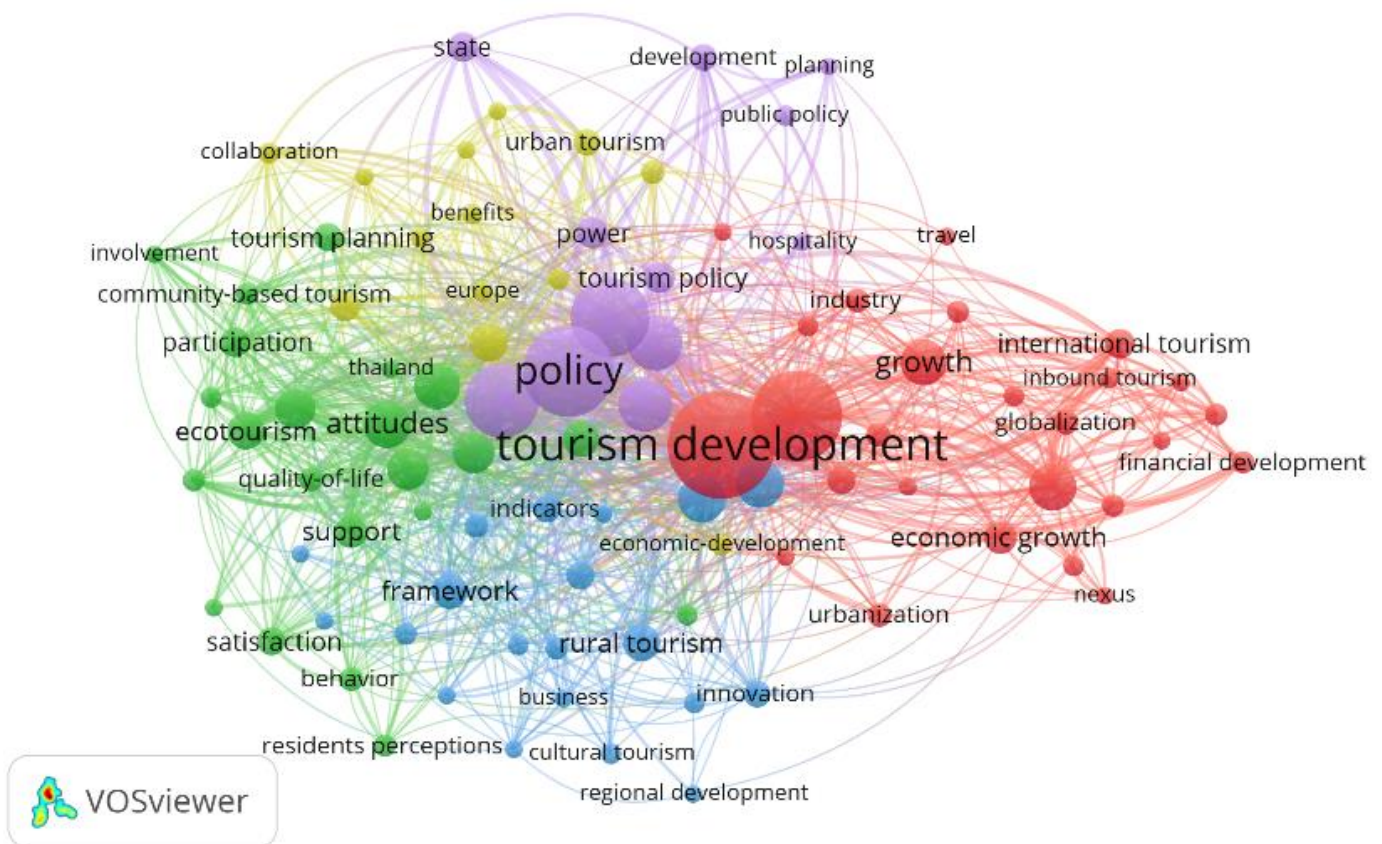 state
development
planning
public policy
collaboration
urban tourism
benefits
involvement
tourism planning
power
hospitality
travel
community-based tourism
europe
tourism policy
industry
participation
thailand
policy
growth
international tourism
inbound tourism
ecotourism
attitudes
tourism development
globalization
financial development
quality-of-life
indicators
support
economic-development
economic growth
framework
nexus
urbanization
satisfaction
rural tourism
behavior
business
innovation
residents perceptions
cultural tourism
regional development
VOSviewer